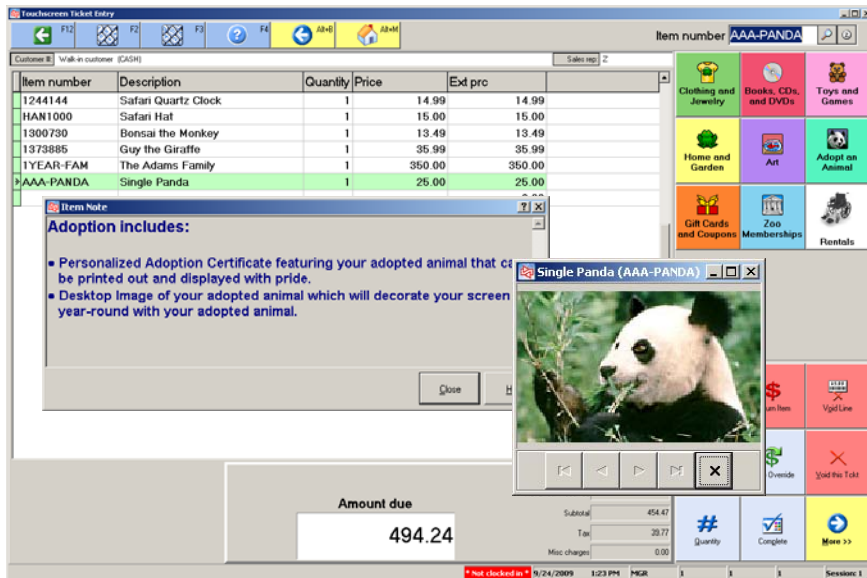 Touchscreen Ticket Entry
F12 F2 F3 F4 Alt+B Alt+M
Item number AAA-PANDA
Customer #: Walk-in customer (CASH) Sales rep: Z
Item number Description Quantity Price Ext prc
1244144 Safari Quartz Clock 1 14.99 14.99
HAN1000 Safari Hat 1 15.00 15.00
1300730 Bonsai the Monkey 1 13.49 13.49
1373885 Guy the Giraffe 1 35.99 35.99
1YEAR-FAM The Adams Family 1 350.00 350.00
AAA-PANDA Single Panda 1 25.00 25.00
Clothing and Jewelry
Books, CDs, and DVDs
Toys and Games
Home and Garden
Art
Adopt an Animal
Gift Cards and Coupons
Zoo Memberships
Rentals
Item Note
Adoption includes:
• Personalized Adoption Certificate featuring your adopted animal that
be printed out and displayed with pride.
• Desktop Image of your adopted animal which will decorate your screen
year-round with your adopted animal.
Close
Single Panda (AAA-PANDA)
Item
Void Line
Override
Void this Tckt
Amount due
494.24
Subtotal 454.47
Tax 39.77
Misc charges 0.00
Quantity
Complete
More >>
* Not clocked in * 9/24/2009 1:23 PM MGR 1 1 1 Session: 1